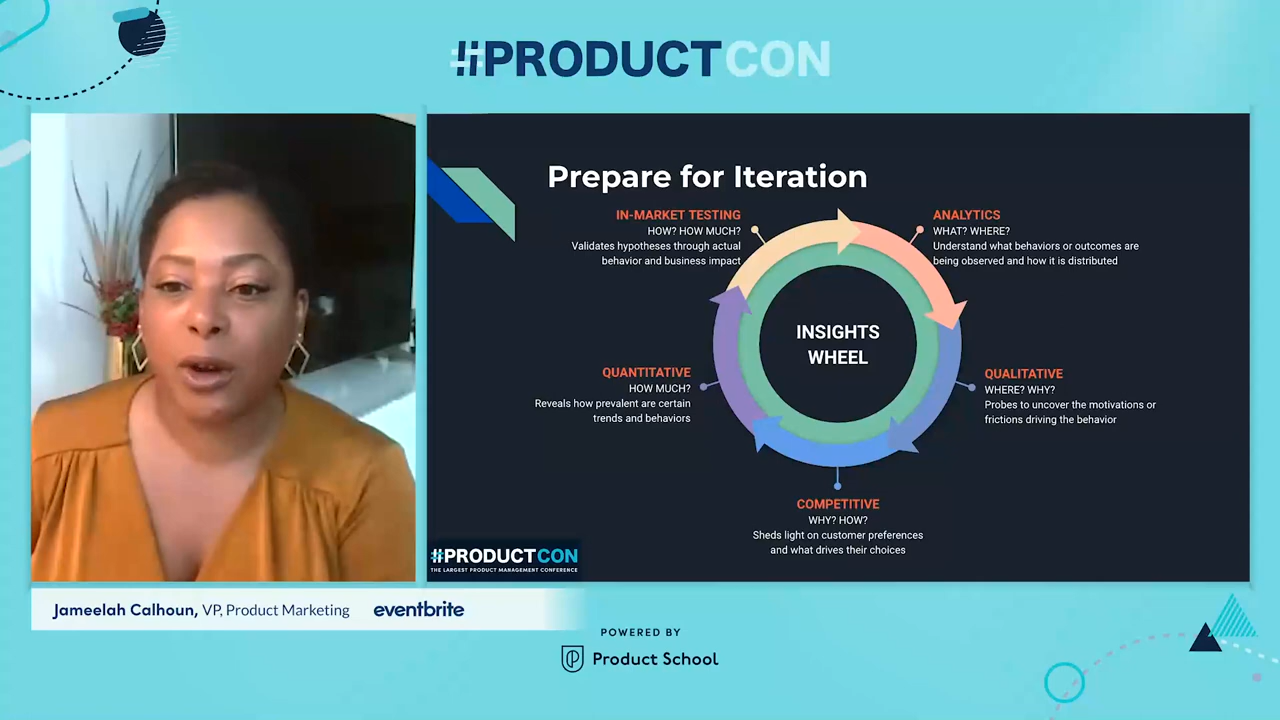 #PRODUCTCON
Prepare for Iteration
IN-MARKET TESTING
HOW? HOW MUCH?
Validates hypotheses through actual
behavior and business impact
ANALYTICS
WHAT? WHERE?
Understand what behaviors or outcomes are
being observed and how it is distributed
INSIGHTS
WHEEL
QUANTITATIVE
HOW MUCH?
Reveals how prevalent are certain
trends and behaviors
QUALITATIVE
WHERE? WHY?
Probes to uncover the motivations or
frictions driving the behavior
COMPETITIVE
WHY? HOW?
Sheds light on customer preferences
and what drives their choices
#PRODUCTCON
THE LARGEST PRODUCT MANAGEMENT CONFERENCE
Jameelah Calhoun, VP, Product Marketing eventbrite
POWERED BY
Product School